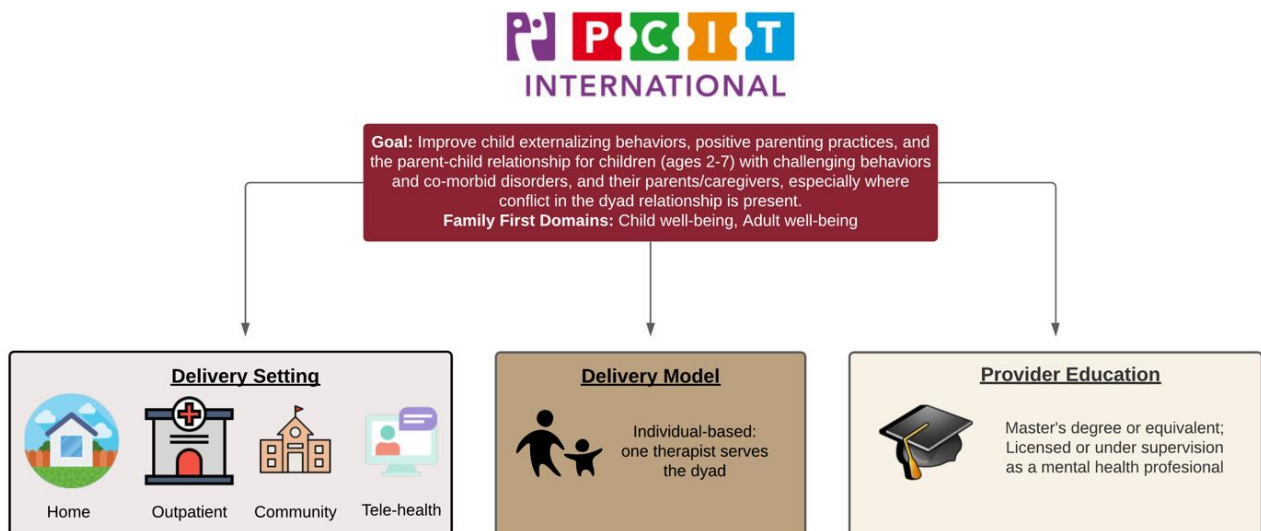 PCIT
INTERNATIONAL
Goal: Improve child externalizing behaviors, positive parenting practices, and
the parent-child relationship for children (ages 2-7) with challenging behaviors
and co-morbid disorders, and their parents/caregivers, especially where
conflict in the dyad relationship is present.
Family First Domains: Child well-being, Adult well-being
Delivery Setting
Home
Outpatient
Community
Tele-health
Delivery Model
Individual-based:
one therapist serves
the dyad
Provider Education
Master's degree or equivalent;
Licensed or under supervision
as a mental health profesional